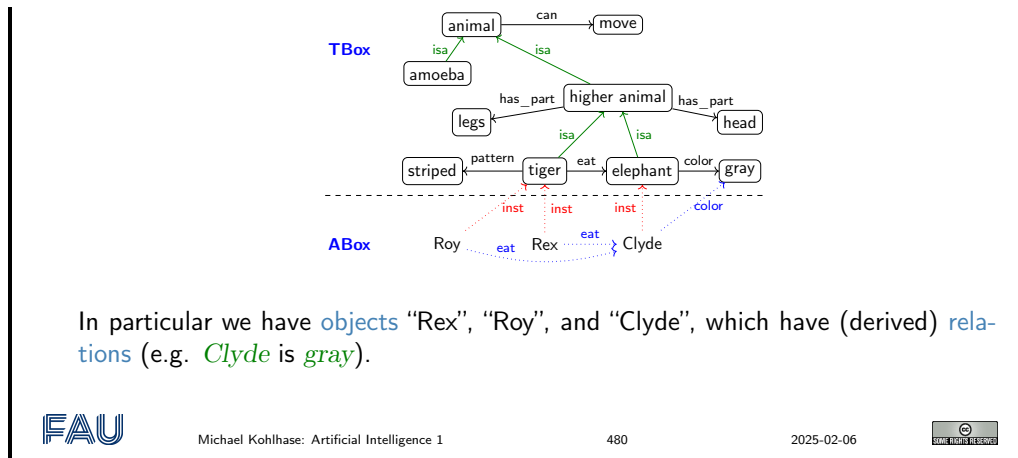 animal can move
TBox isa isa
amoeba
has_part higher animal has_part
legs head
isa isa
striped pattern tiger eat elephant color gray
inst inst inst color
ABox Roy eat Rex eat Clyde
In particular we have objects “Rex”, “Roy”, and “Clyde”, which have (derived) rela-
tions (e.g. Clyde is gray).
FAU Michael Kohlhase: Artificial Intelligence 1 480 2025-02-06 cc
SOME RIGHTS RESERVED